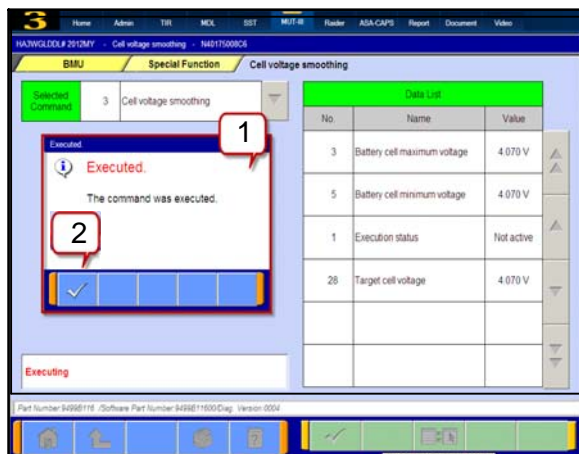 3 Home Admin TIR MDL SST MUT-III Raider ASA-CAPS Report Document Video
HA3WGLDDL# 2012MY - Cell voltage smoothing - N40175000C6
BMU Special Function Cell voltage smoothing
Selected Command 3 Cell voltage smoothing
Executed.
1
Executed.
The command was executed.
2
Data List
No. Name Value
3 Battery cell maximum voltage 4.070 V
5 Battery cell minimum voltage 4.070 V
1 Execution status Not active
28 Target cell voltage 4.070 V
Executing
Part Number:9499B116 /Software Part Number:9499B11600/Diag. Version:0004